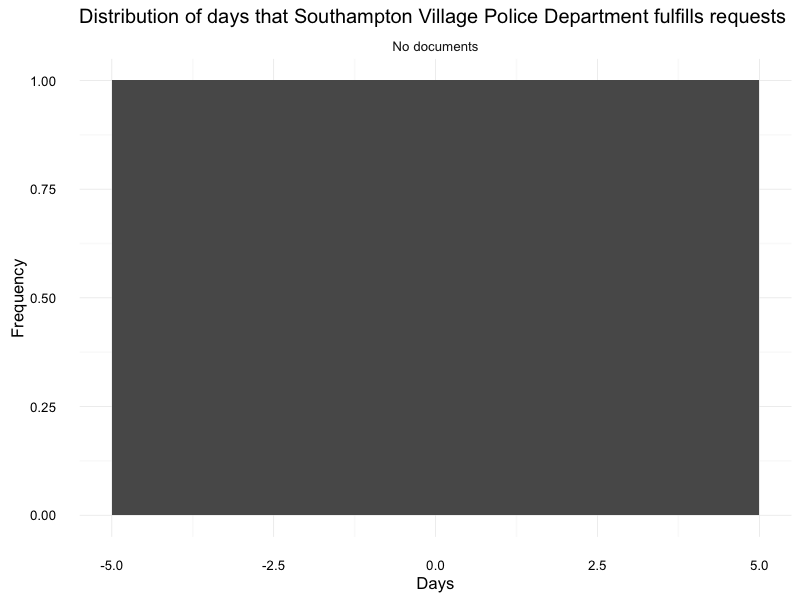 Distribution of days that Southampton Village Police Department fulfills requests
No documents
1.00
0.75
0.50
0.25
0.00
Frequency
-5.0
-2.5
0.0
2.5
5.0
Days